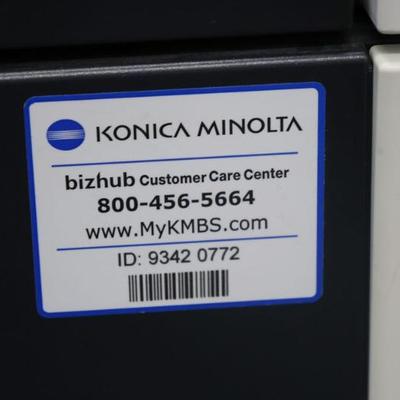 KONICA MINOLTA
bizhub Customer Care Center
800-456-5664
www.MyKMBS.com
ID: 9342 0772